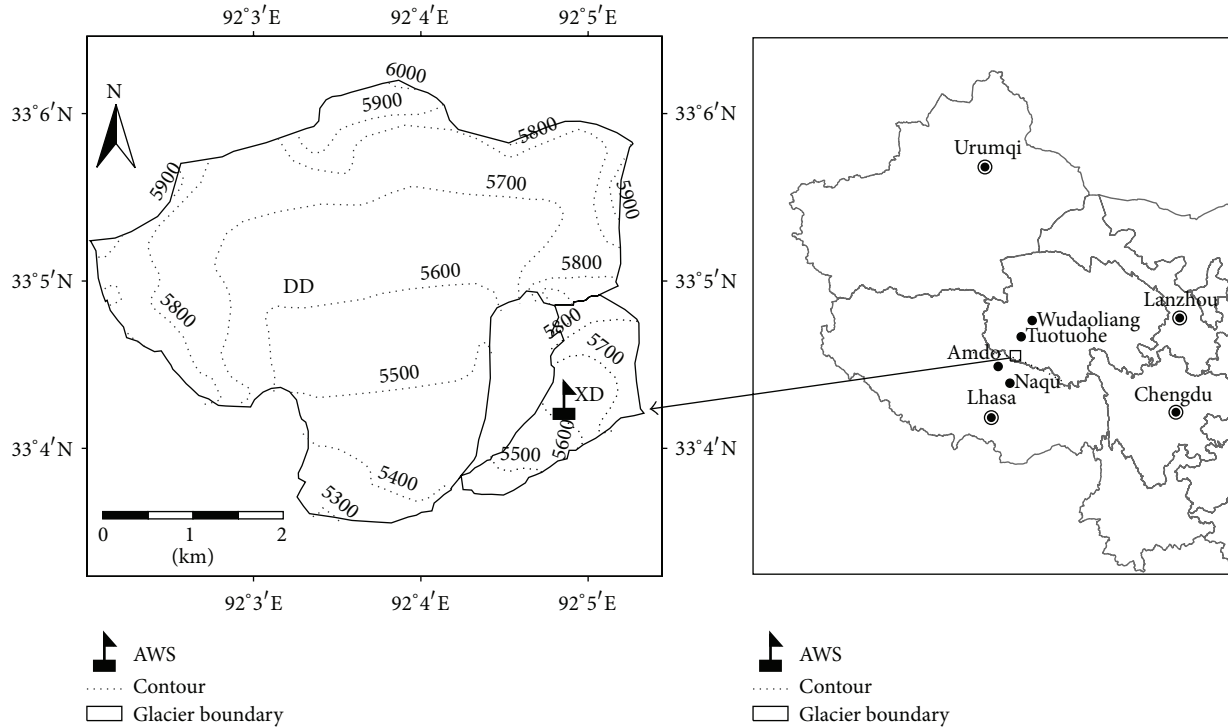 92°3′E 92°4′E 92°5′E
N
33°6′N
33°5′N
33°4′N
6000
5900
5800
5900
5700
5900
5600
5800
DD
5800
5800
5700
5500
XD
5600
5500
5400
5300
0 1 2
(km)
33°6′N
33°5′N
33°4′N
92°3′E 92°4′E 92°5′E
AWS
Contour
Glacier boundary
Urumqi
Lanzhou
Wudaoliang
Tuotuohe
Amdo
Naqu
Lhasa
Chengdu
AWS
Contour
Glacier boundary